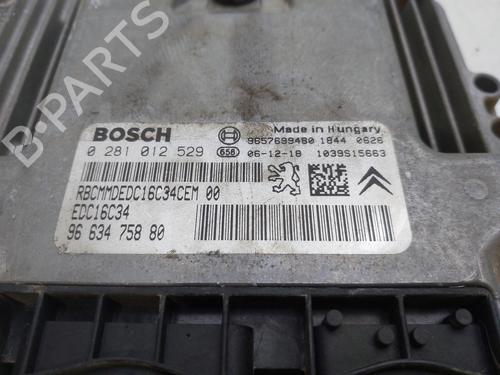 B-PARTS
BOSCH
Made in Hungary
9657699480 1844 0626
0 281 012 529
658
06-12-18 1039S15663
RBCMMDEDC16C34CEM 00
EDC16C34
96 634 758 80